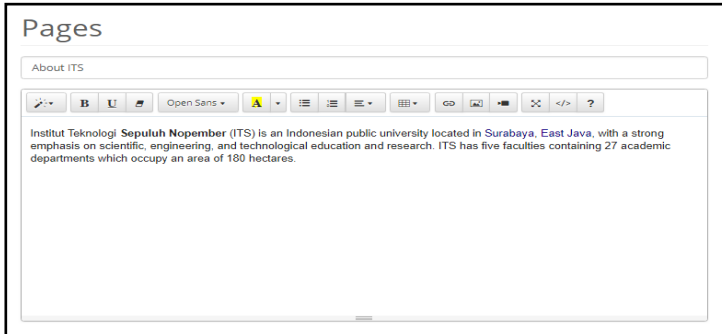 Pages
About ITS
B U Open Sans A </> ?
Institut Teknologi Sepuluh Nopember (ITS) is an Indonesian public university located in Surabaya, East Java, with a strong
emphasis on scientific, engineering, and technological education and research. ITS has five faculties containing 27 academic
departments which occupy an area of 180 hectares.